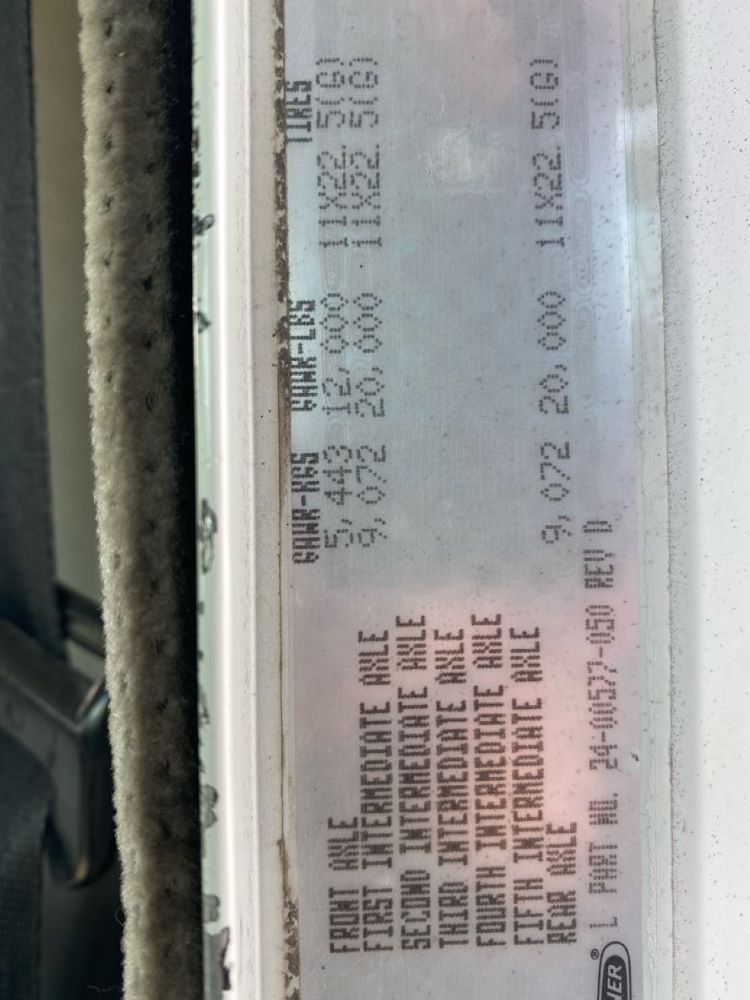 GAWR-KGS GAWR-LBS TIRES
FRONT AXLE 5,443 12,000 11X22.5(G)
FIRST INTERMEDIATE AXLE 9,072 20,000 11X22.5(G)
SECOND INTERMEDIATE AXLE
THIRD INTERMEDIATE AXLE
FOURTH INTERMEDIATE AXLE
FIFTH INTERMEDIATE AXLE
REAR AXLE 9,072 20,000 11X22.5(G)
L PART NO. 24-00577-050 REV D
NER®